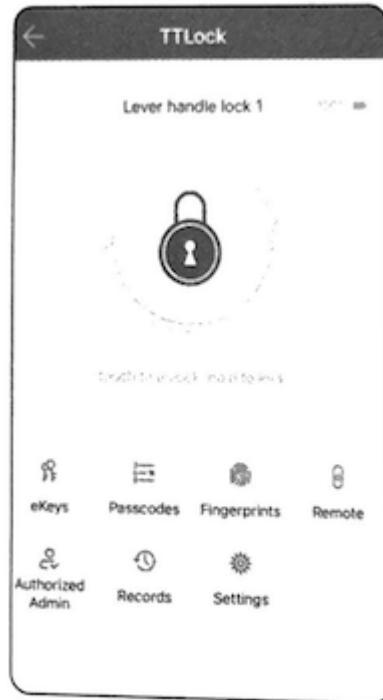 TTLock
Lever handle lock 1
eKeys
Passcodes
Fingerprints
Remote
Authorized
Admin
Records
Settings